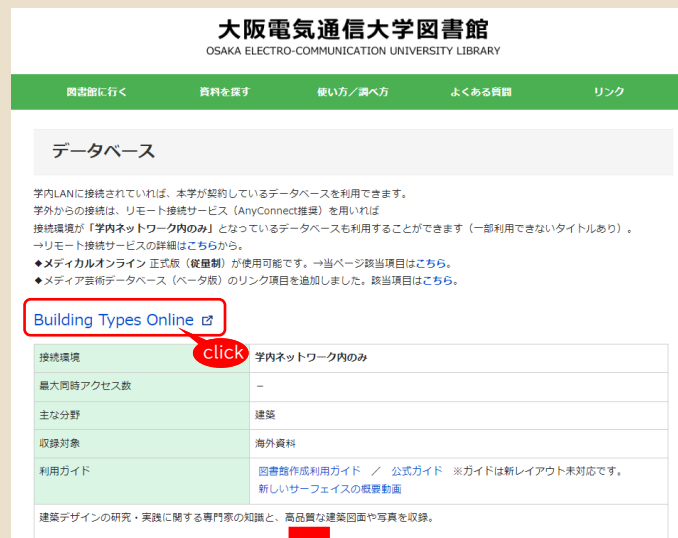 大阪電気通信大学図書館
OSAKA ELECTRO-COMMUNICATION UNIVERSITY LIBRARY
図書館に行く 資料を探す 使い方／調べ方 よくある質問 リンク
データベース
学内LANに接続されていれば、本学が契約しているデータベースを利用できます。
学外からの接続は、リモート接続サービス（AnyConnect推奨）を用いれば
接続環境が「学内ネットワーク内のみ」となっているデータベースも利用することができます（一部利用できないタイトルあり）。
→リモート接続サービスの詳細はこちらから。
◆メディカルオンライン 正式版（従量制）が使用可能です。→当ページ該当項目はこちら。
◆メディア芸術データベース（ベータ版）のリンク項目を追加しました。該当項目はこちら。
Building Types Online
click
接続環境 学内ネットワーク内のみ
最大同時アクセス数 –
主な分野 建築
収録対象 海外資料
利用ガイド 図書館作成利用ガイド ／ 公式ガイド ※ガイドは新レイアウト未対応です。
新しいサーフェイスの概要動画
建築デザインの研究・実践に関する専門家の知識と、高品質な建築図面や写真を収録。